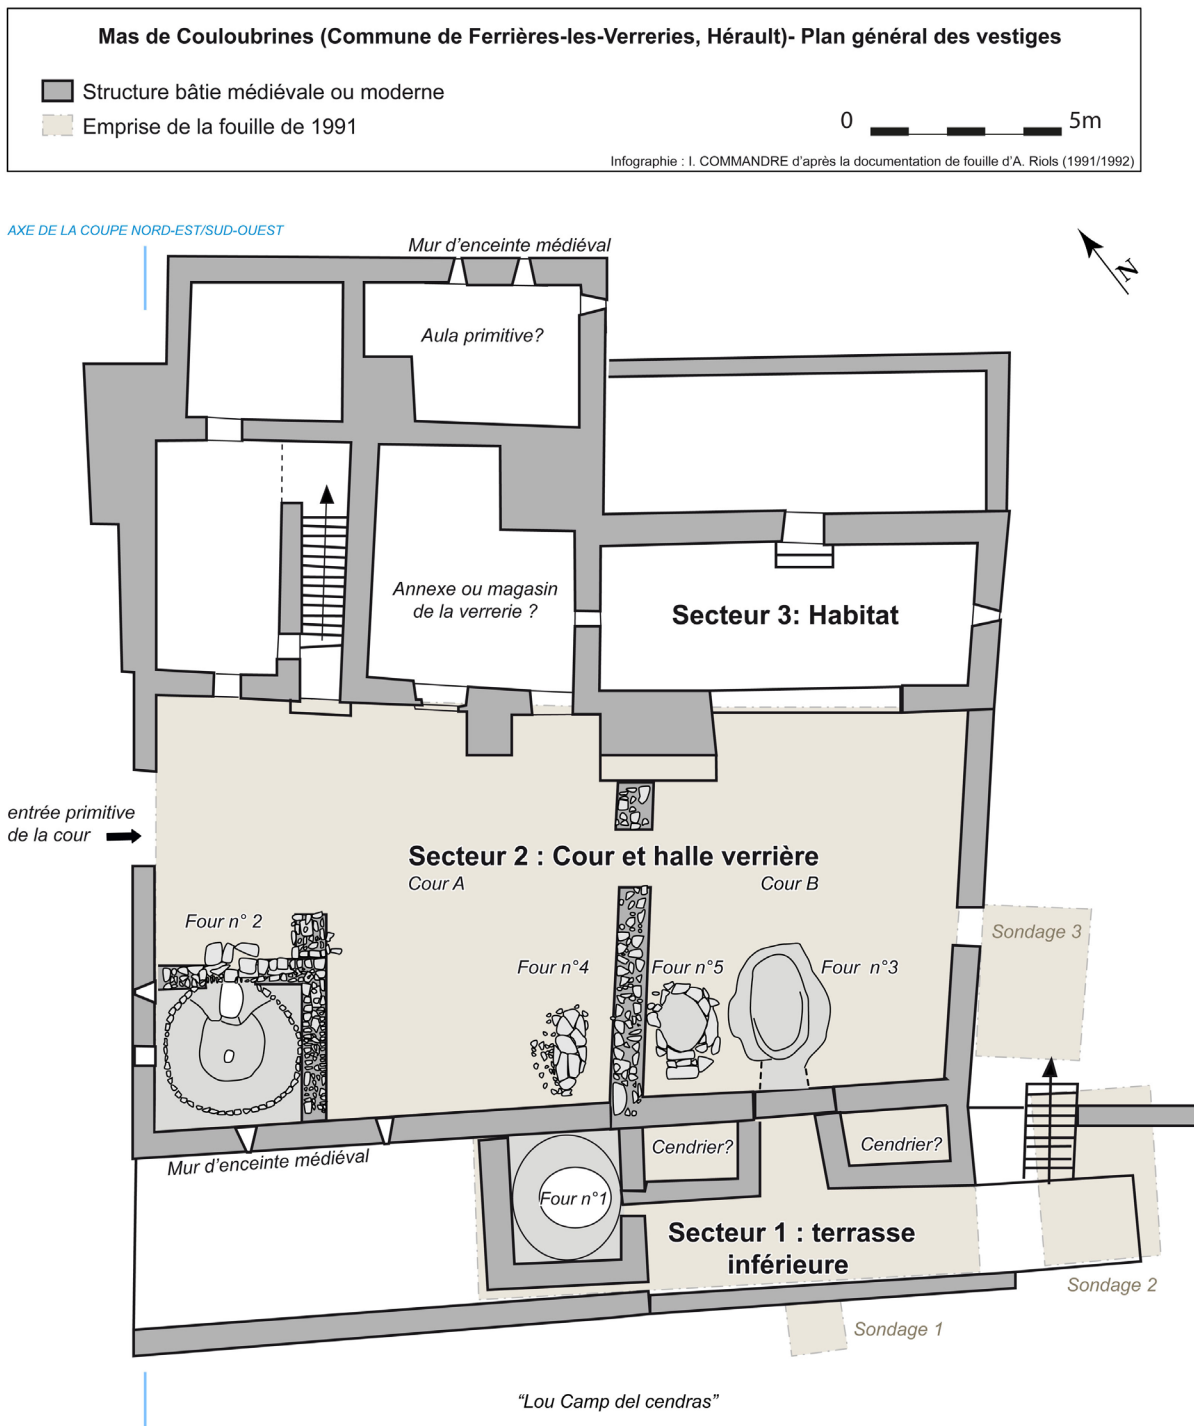 Mas de Couloubrines (Commune de Ferrières-les-Verreries, Hérault)- Plan général des vestiges
Structure bâtie médiévale ou moderne
Emprise de la fouille de 1991
0 5m
Infographie : I. COMMANDRE d'après la documentation de fouille d'A. Riols (1991/1992)
AXE DE LA COUPE NORD-EST/SUD-OUEST
Mur d'enceinte médiéval
N
Aula primitive?
Annexe ou magasin
de la verrerie ?
Secteur 3: Habitat
entrée primitive
de la cour
Secteur 2 : Cour et halle verrière
Cour A
Cour B
Four n° 2
Sondage 3
Four n°4
Four n°5
Four n°3
Mur d'enceinte médiéval
Cendrier?
Cendrier?
Four n°1
Secteur 1 : terrasse
inférieure
Sondage 2
Sondage 1
“Lou Camp del cendras”